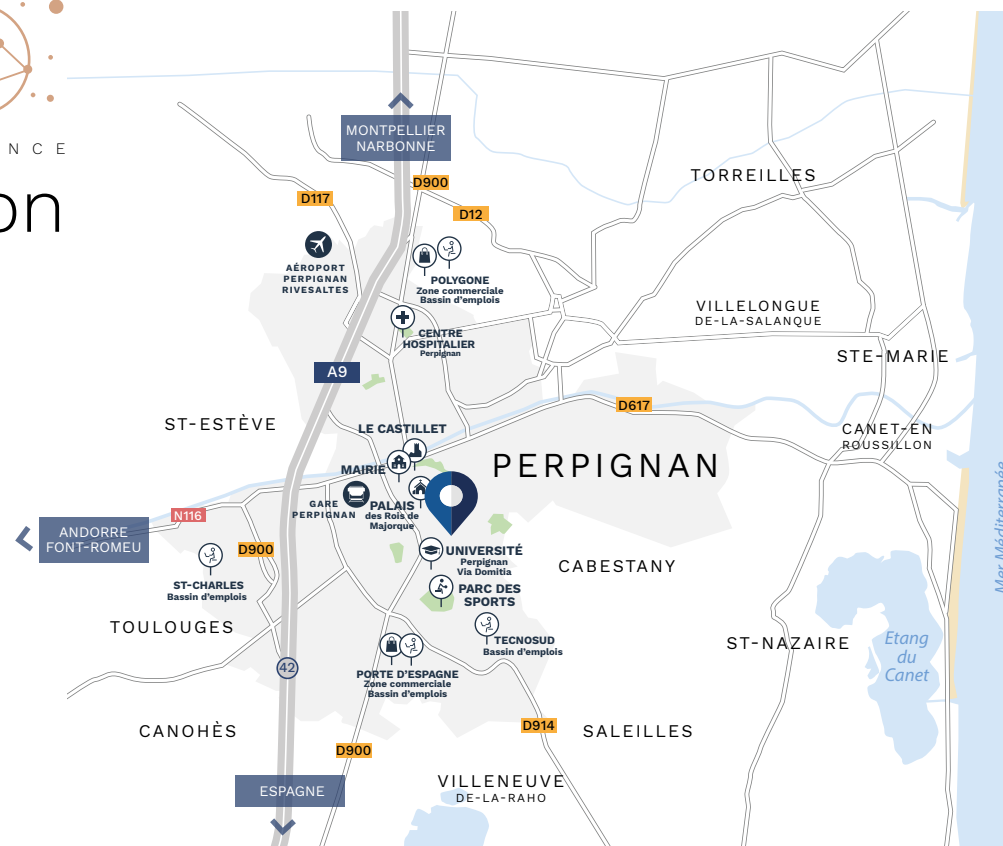 NCE
on
MONTPELLIER
NARBONNE
D900
D117
D12
TORREILLES
AÉROPORT
PERPIGNAN
RIVESALTES
POLYGONE
Zone commerciale
Bassin d'emplois
VILLELONGUE
DE-LA-SALANQUE
CENTRE
HOSPITALIER
Perpignan
STE-MARIE
A9
D617
ST-ESTÈVE
LE CASTILLET
CANET-EN
ROUSSILLON
MAIRIE
PERPIGNAN
GARE
PERPIGNAN
PALAIS
des Rois de
Majorque
N116
ANDORRE
FONT-ROMEU
D900
Mer Méditerranée
UNIVERSITÉ
Perpignan
Via Domitia
CABESTANY
ST-CHARLES
Bassin d'emplois
PARC DES
SPORTS
TOULOUGES
TECNOSUD
Bassin d'emplois
ST-NAZAIRE
Etang
du
Canet
42
PORTE D'ESPAGNE
Zone commerciale
Bassin d'emplois
CANOHÈS
D914
SALEILLES
D900
ESPAGNE
VILLENEUVE
DE-LA-RAHO